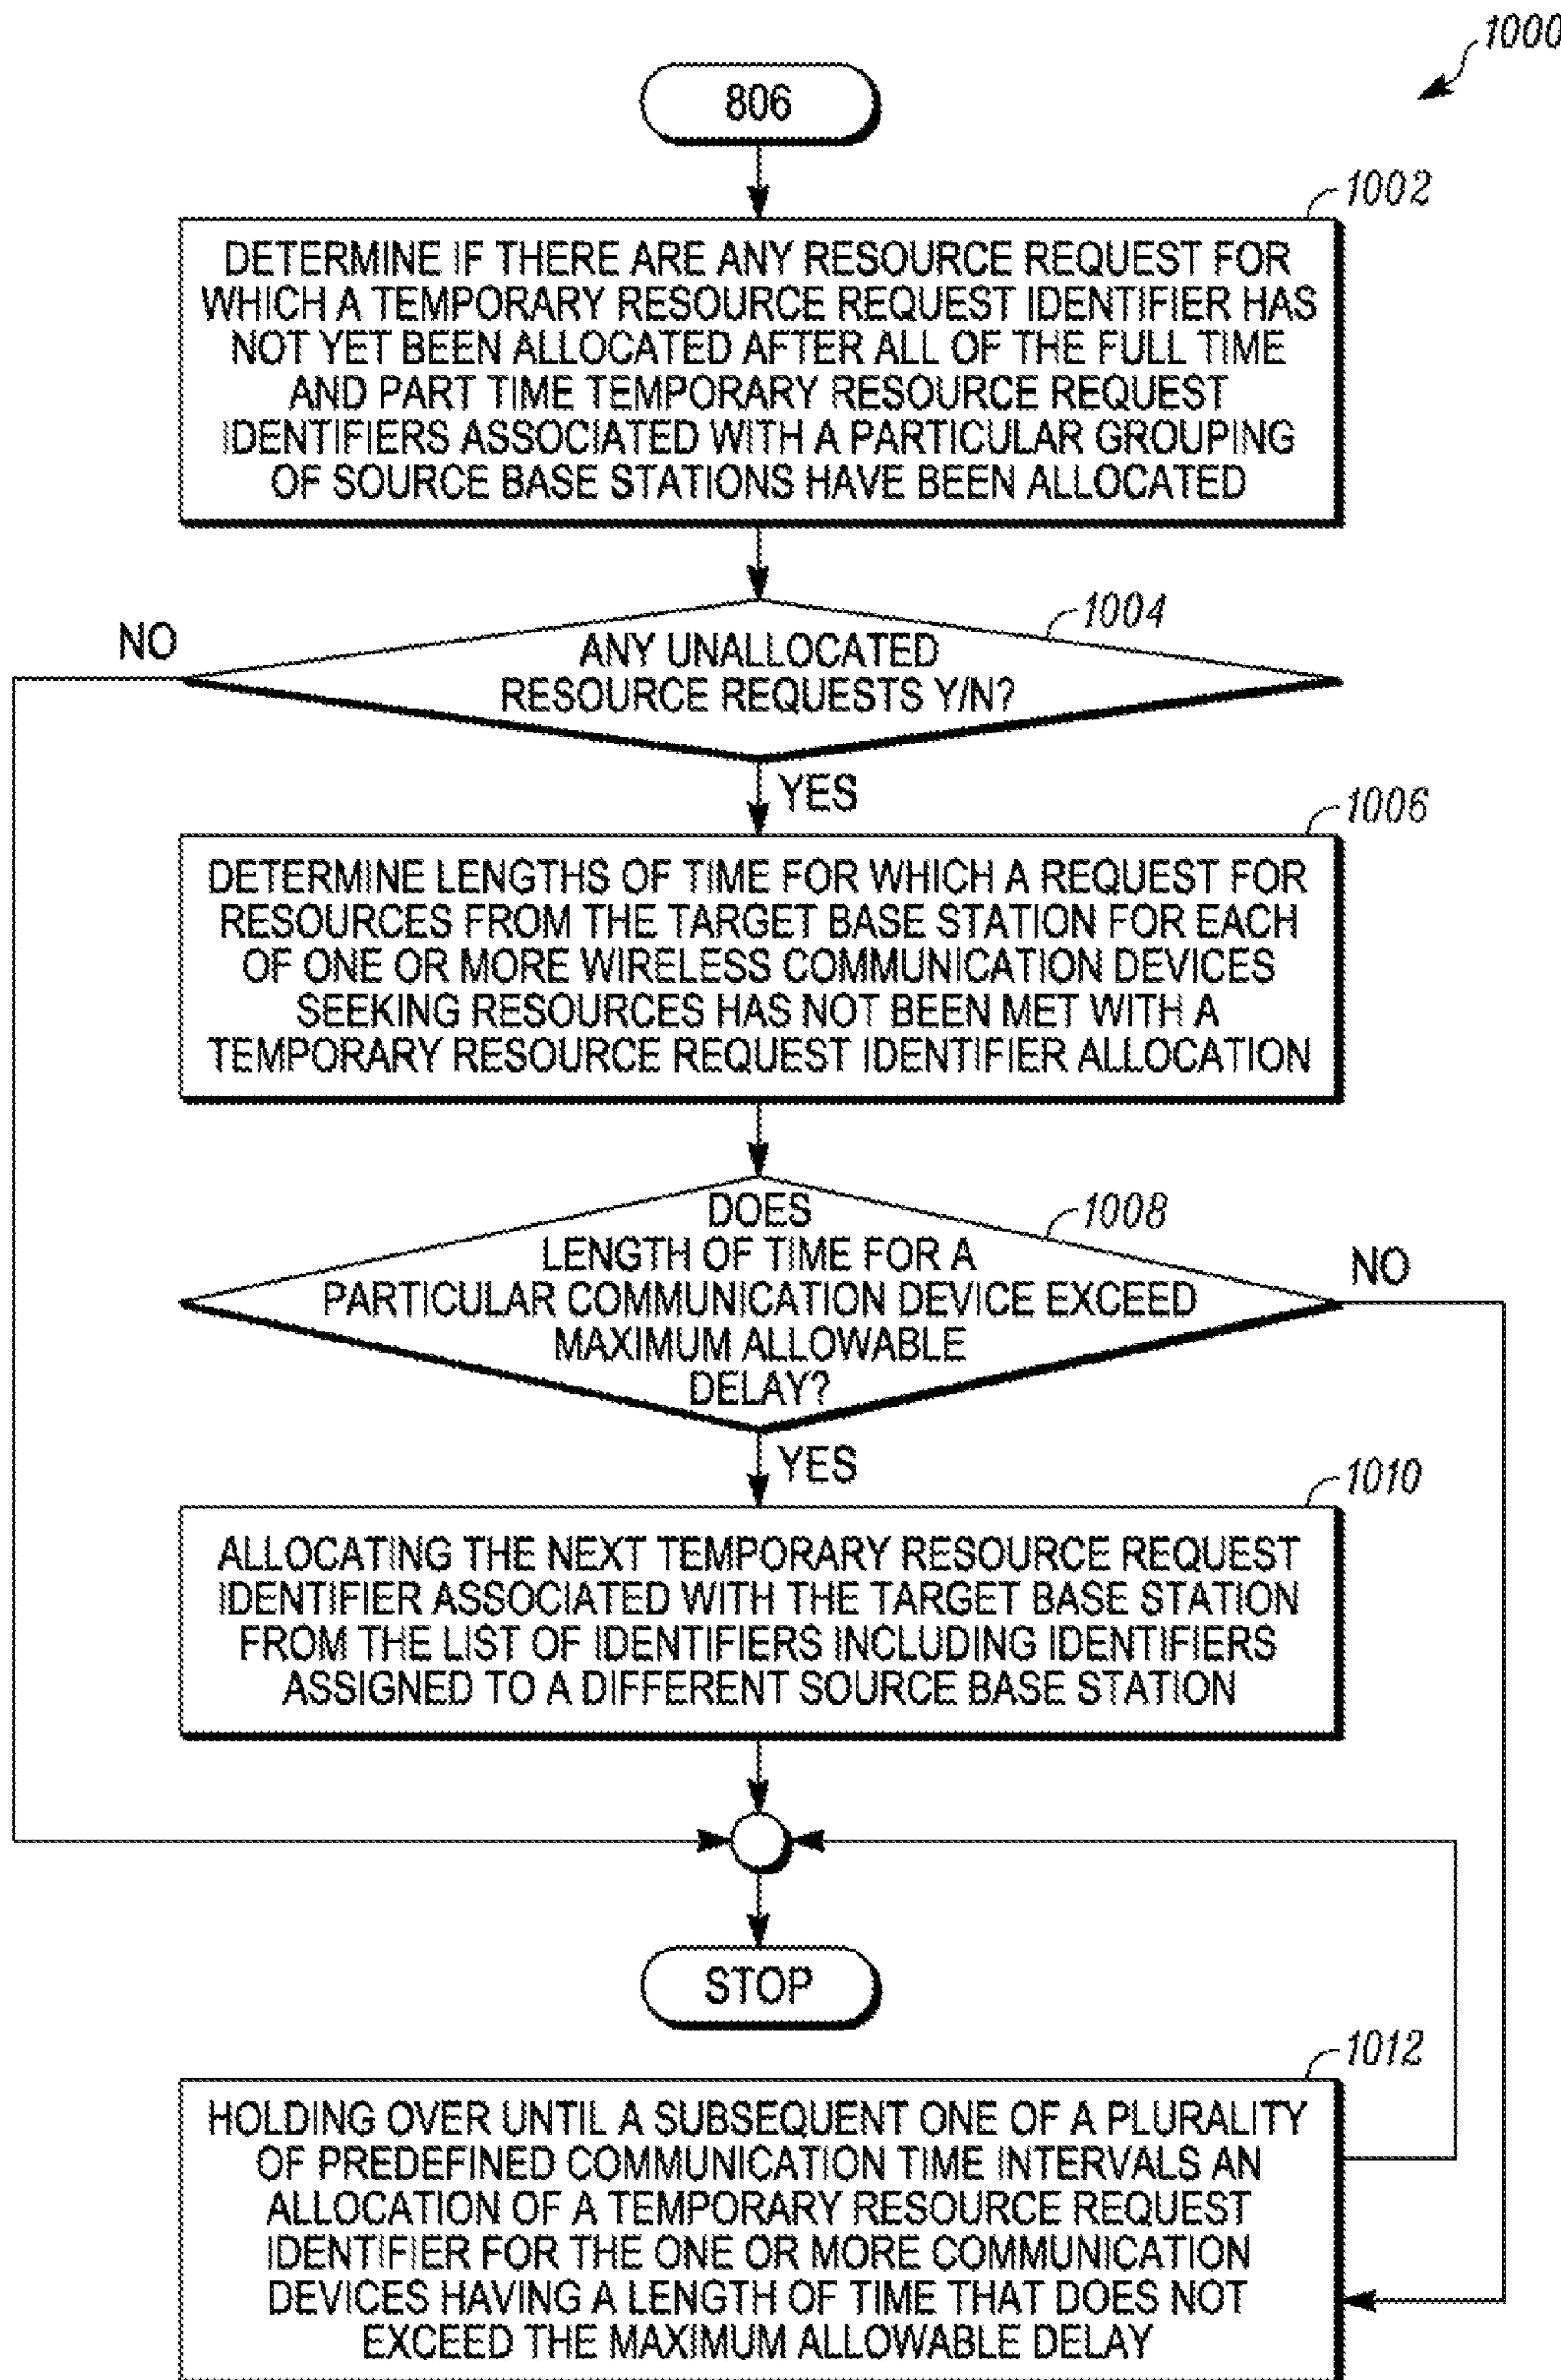 1000
806
1002
DETERMINE IF THERE ARE ANY RESOURCE REQUEST FOR
WHICH A TEMPORARY RESOURCE REQUEST IDENTIFIER HAS
NOT YET BEEN ALLOCATED AFTER ALL OF THE FULL TIME
AND PART TIME TEMPORARY RESOURCE REQUEST
IDENTIFIERS ASSOCIATED WITH A PARTICULAR GROUPING
OF SOURCE BASE STATIONS HAVE BEEN ALLOCATED
1004
NO
ANY UNALLOCATED
RESOURCE REQUESTS Y/N?
YES
1006
DETERMINE LENGTHS OF TIME FOR WHICH A REQUEST FOR
RESOURCES FROM THE TARGET BASE STATION FOR EACH
OF ONE OR MORE WIRELESS COMMUNICATION DEVICES
SEEKING RESOURCES HAS NOT BEEN MET WITH A
TEMPORARY RESOURCE REQUEST IDENTIFIER ALLOCATION
1008
DOES
LENGTH OF TIME FOR A
PARTICULAR COMMUNICATION DEVICE EXCEED
MAXIMUM ALLOWABLE
DELAY?
NO
YES
1010
ALLOCATING THE NEXT TEMPORARY RESOURCE REQUEST
IDENTIFIER ASSOCIATED WITH THE TARGET BASE STATION
FROM THE LIST OF IDENTIFIERS INCLUDING IDENTIFIERS
ASSIGNED TO A DIFFERENT SOURCE BASE STATION
STOP
1012
HOLDING OVER UNTIL A SUBSEQUENT ONE OF A PLURALITY
OF PREDEFINED COMMUNICATION TIME INTERVALS AN
ALLOCATION OF A TEMPORARY RESOURCE REQUEST
IDENTIFIER FOR THE ONE OR MORE COMMUNICATION
DEVICES HAVING A LENGTH OF TIME THAT DOES NOT
EXCEED THE MAXIMUM ALLOWABLE DELAY